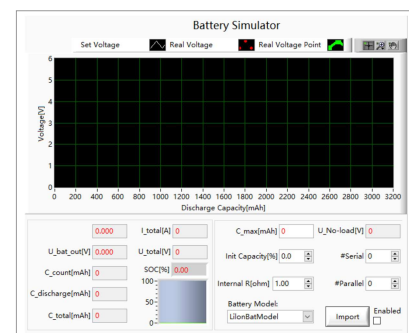 Battery Simulator
Set Voltage Real Voltage Real Voltage Point
6
5
4
3
2
1
0
Voltage[V]
0 200 400 600 800 1000 1200 1400 1600 1800 2000 2200 2400 2600 2800 3000 3200
Discharge Capacity[mAh]
0.000 I_total[A] 0
U_bat_out[V] 0.000 U_total[V] 0
C_count[mAh] 0 SOC[%] 0.00
C_discharge[mAh] 0
C_total[mAh] 0
100
50
0
C_max[mAh] 0 U_No-load[V] 0
Init Capacity[%] 0.0 #Serial 0
Internal R[ohm] 1.00 #Parallel 0
Battery Model:
LiIonBatModel Import Enabled